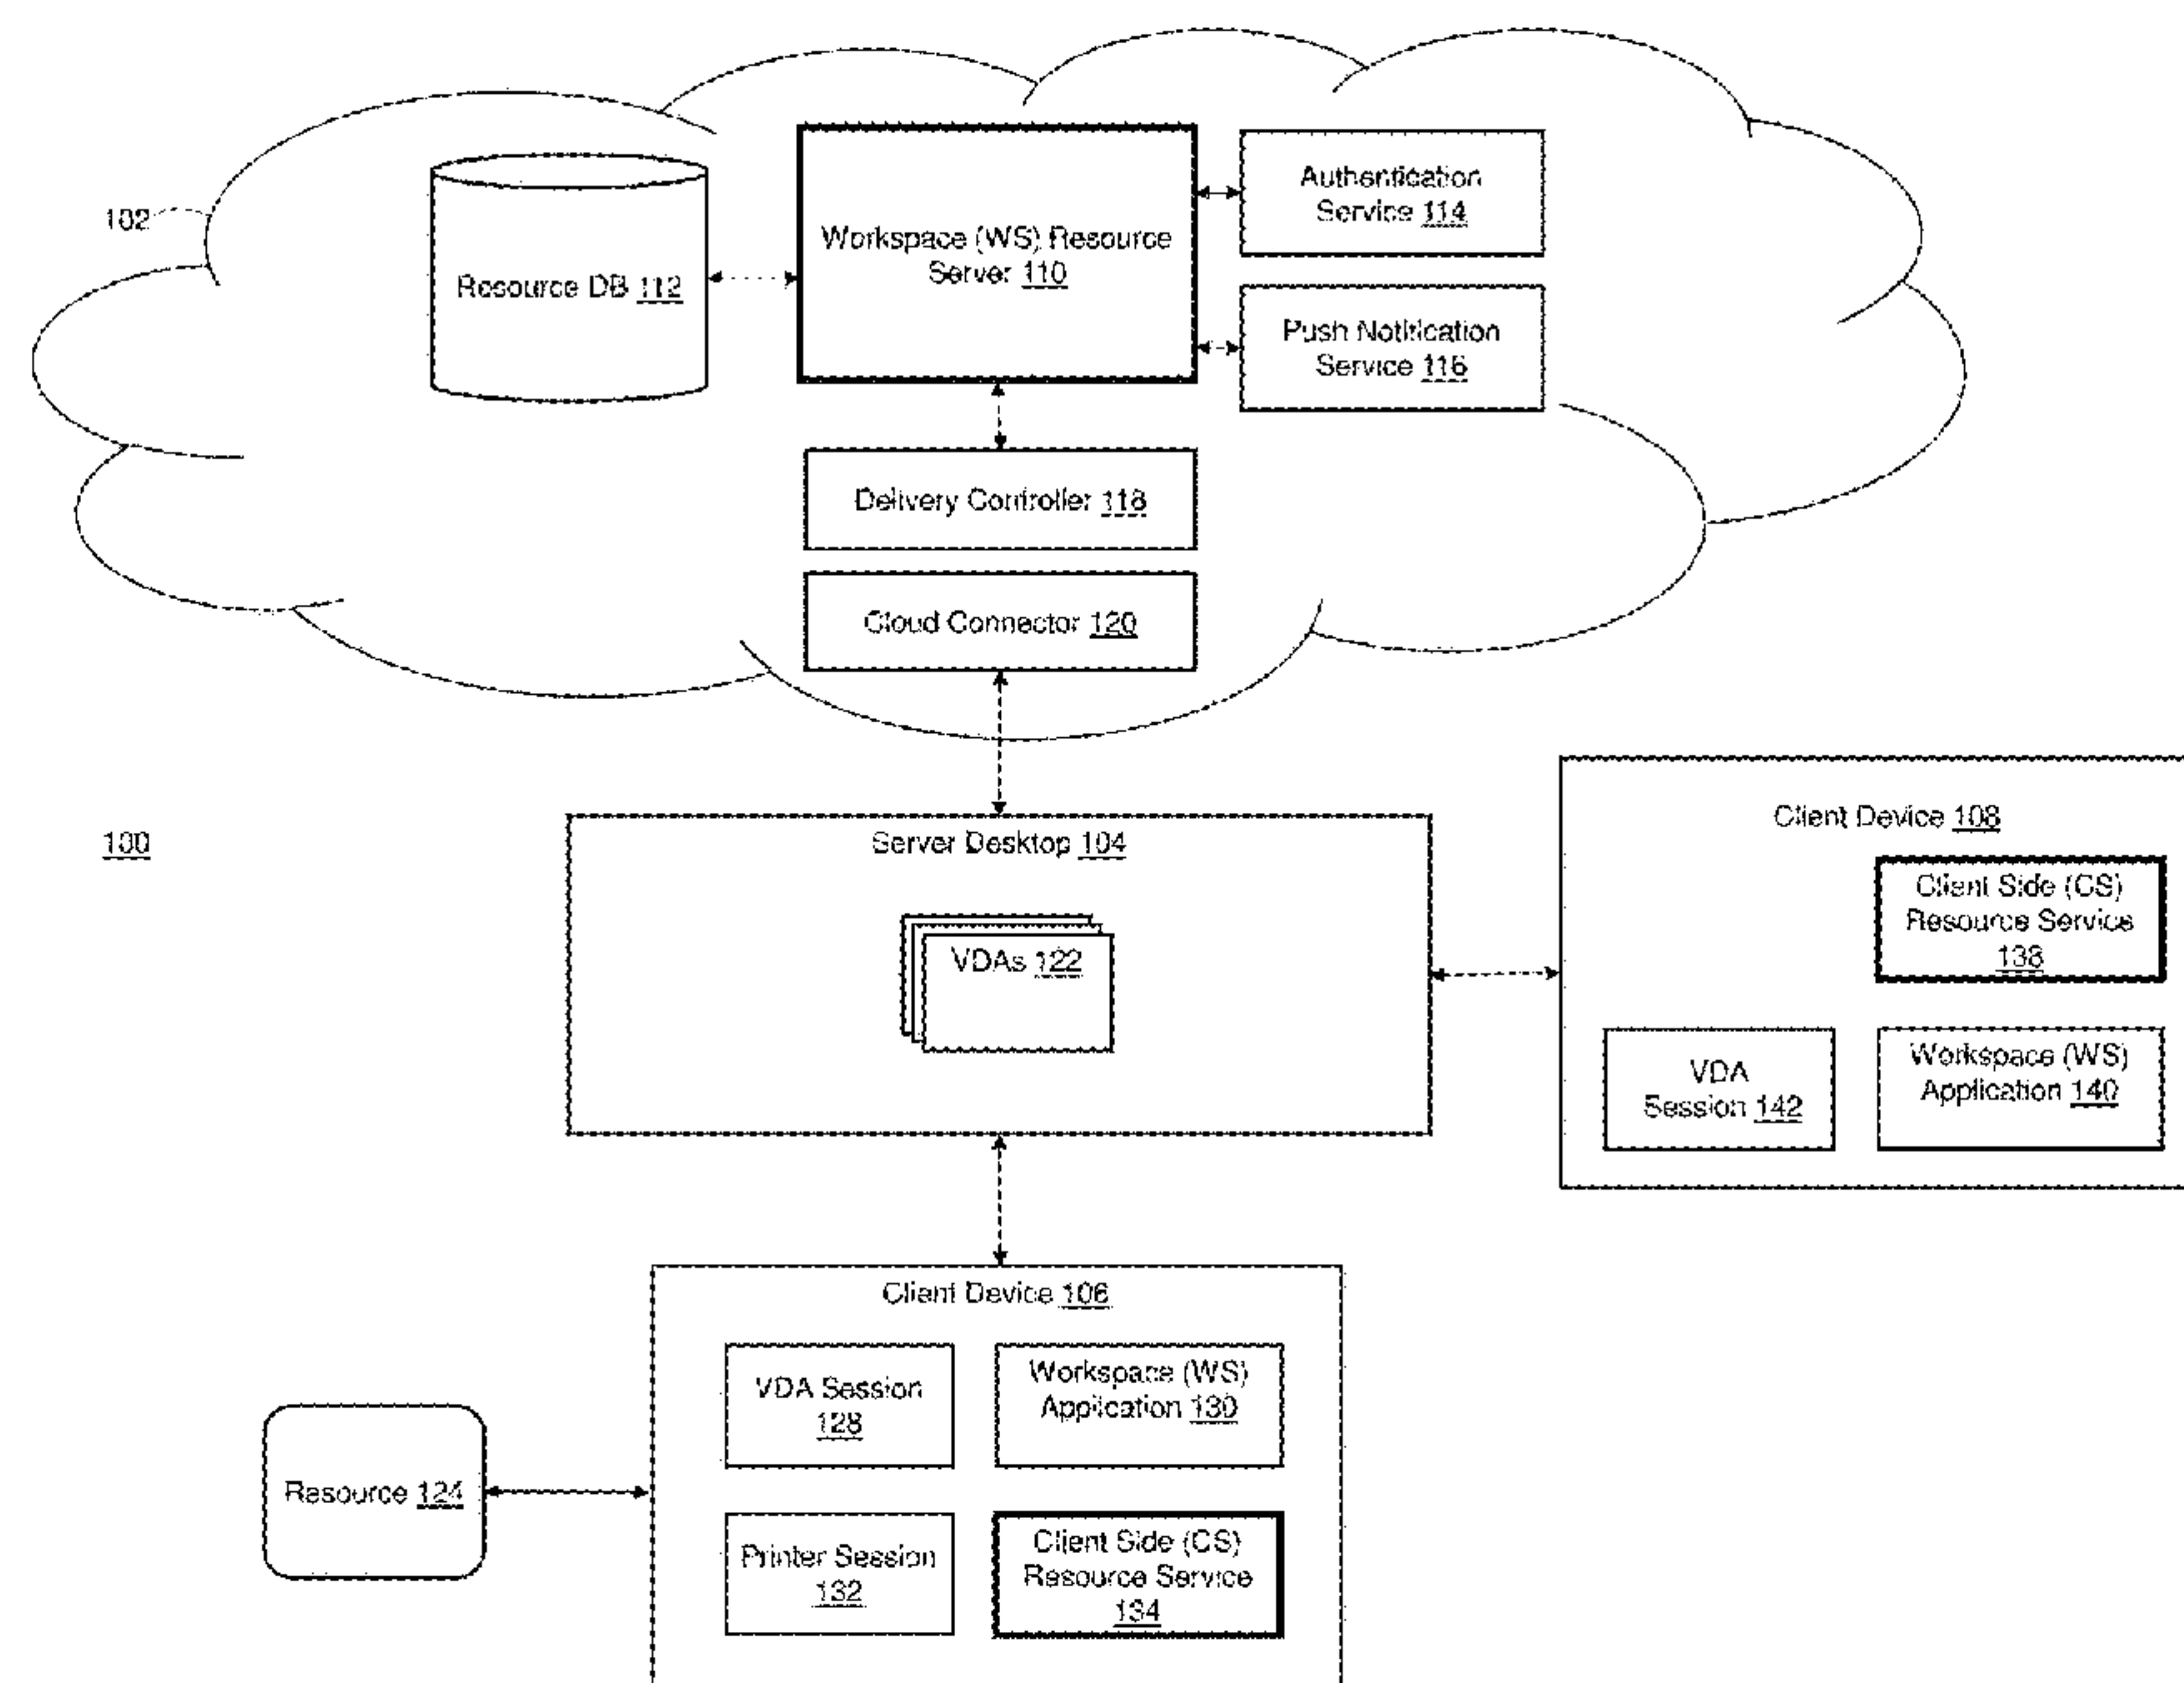 102
Resource DB 112
Workspace (WS) Resource
Server 110
Authentication
Service 114
Push Notification
Service 116
Delivery Controller 118
Cloud Connector 120
100
Server Desktop 104
VDAs 122
Client Device 108
Client Side (CS)
Resource Service
138
VDA
Session 142
Workspace (WS)
Application 140
Client Device 106
VDA Session
128
Workspace (WS)
Application 130
Resource 124
Printer Session
132
Client Side (CS)
Resource Service
134